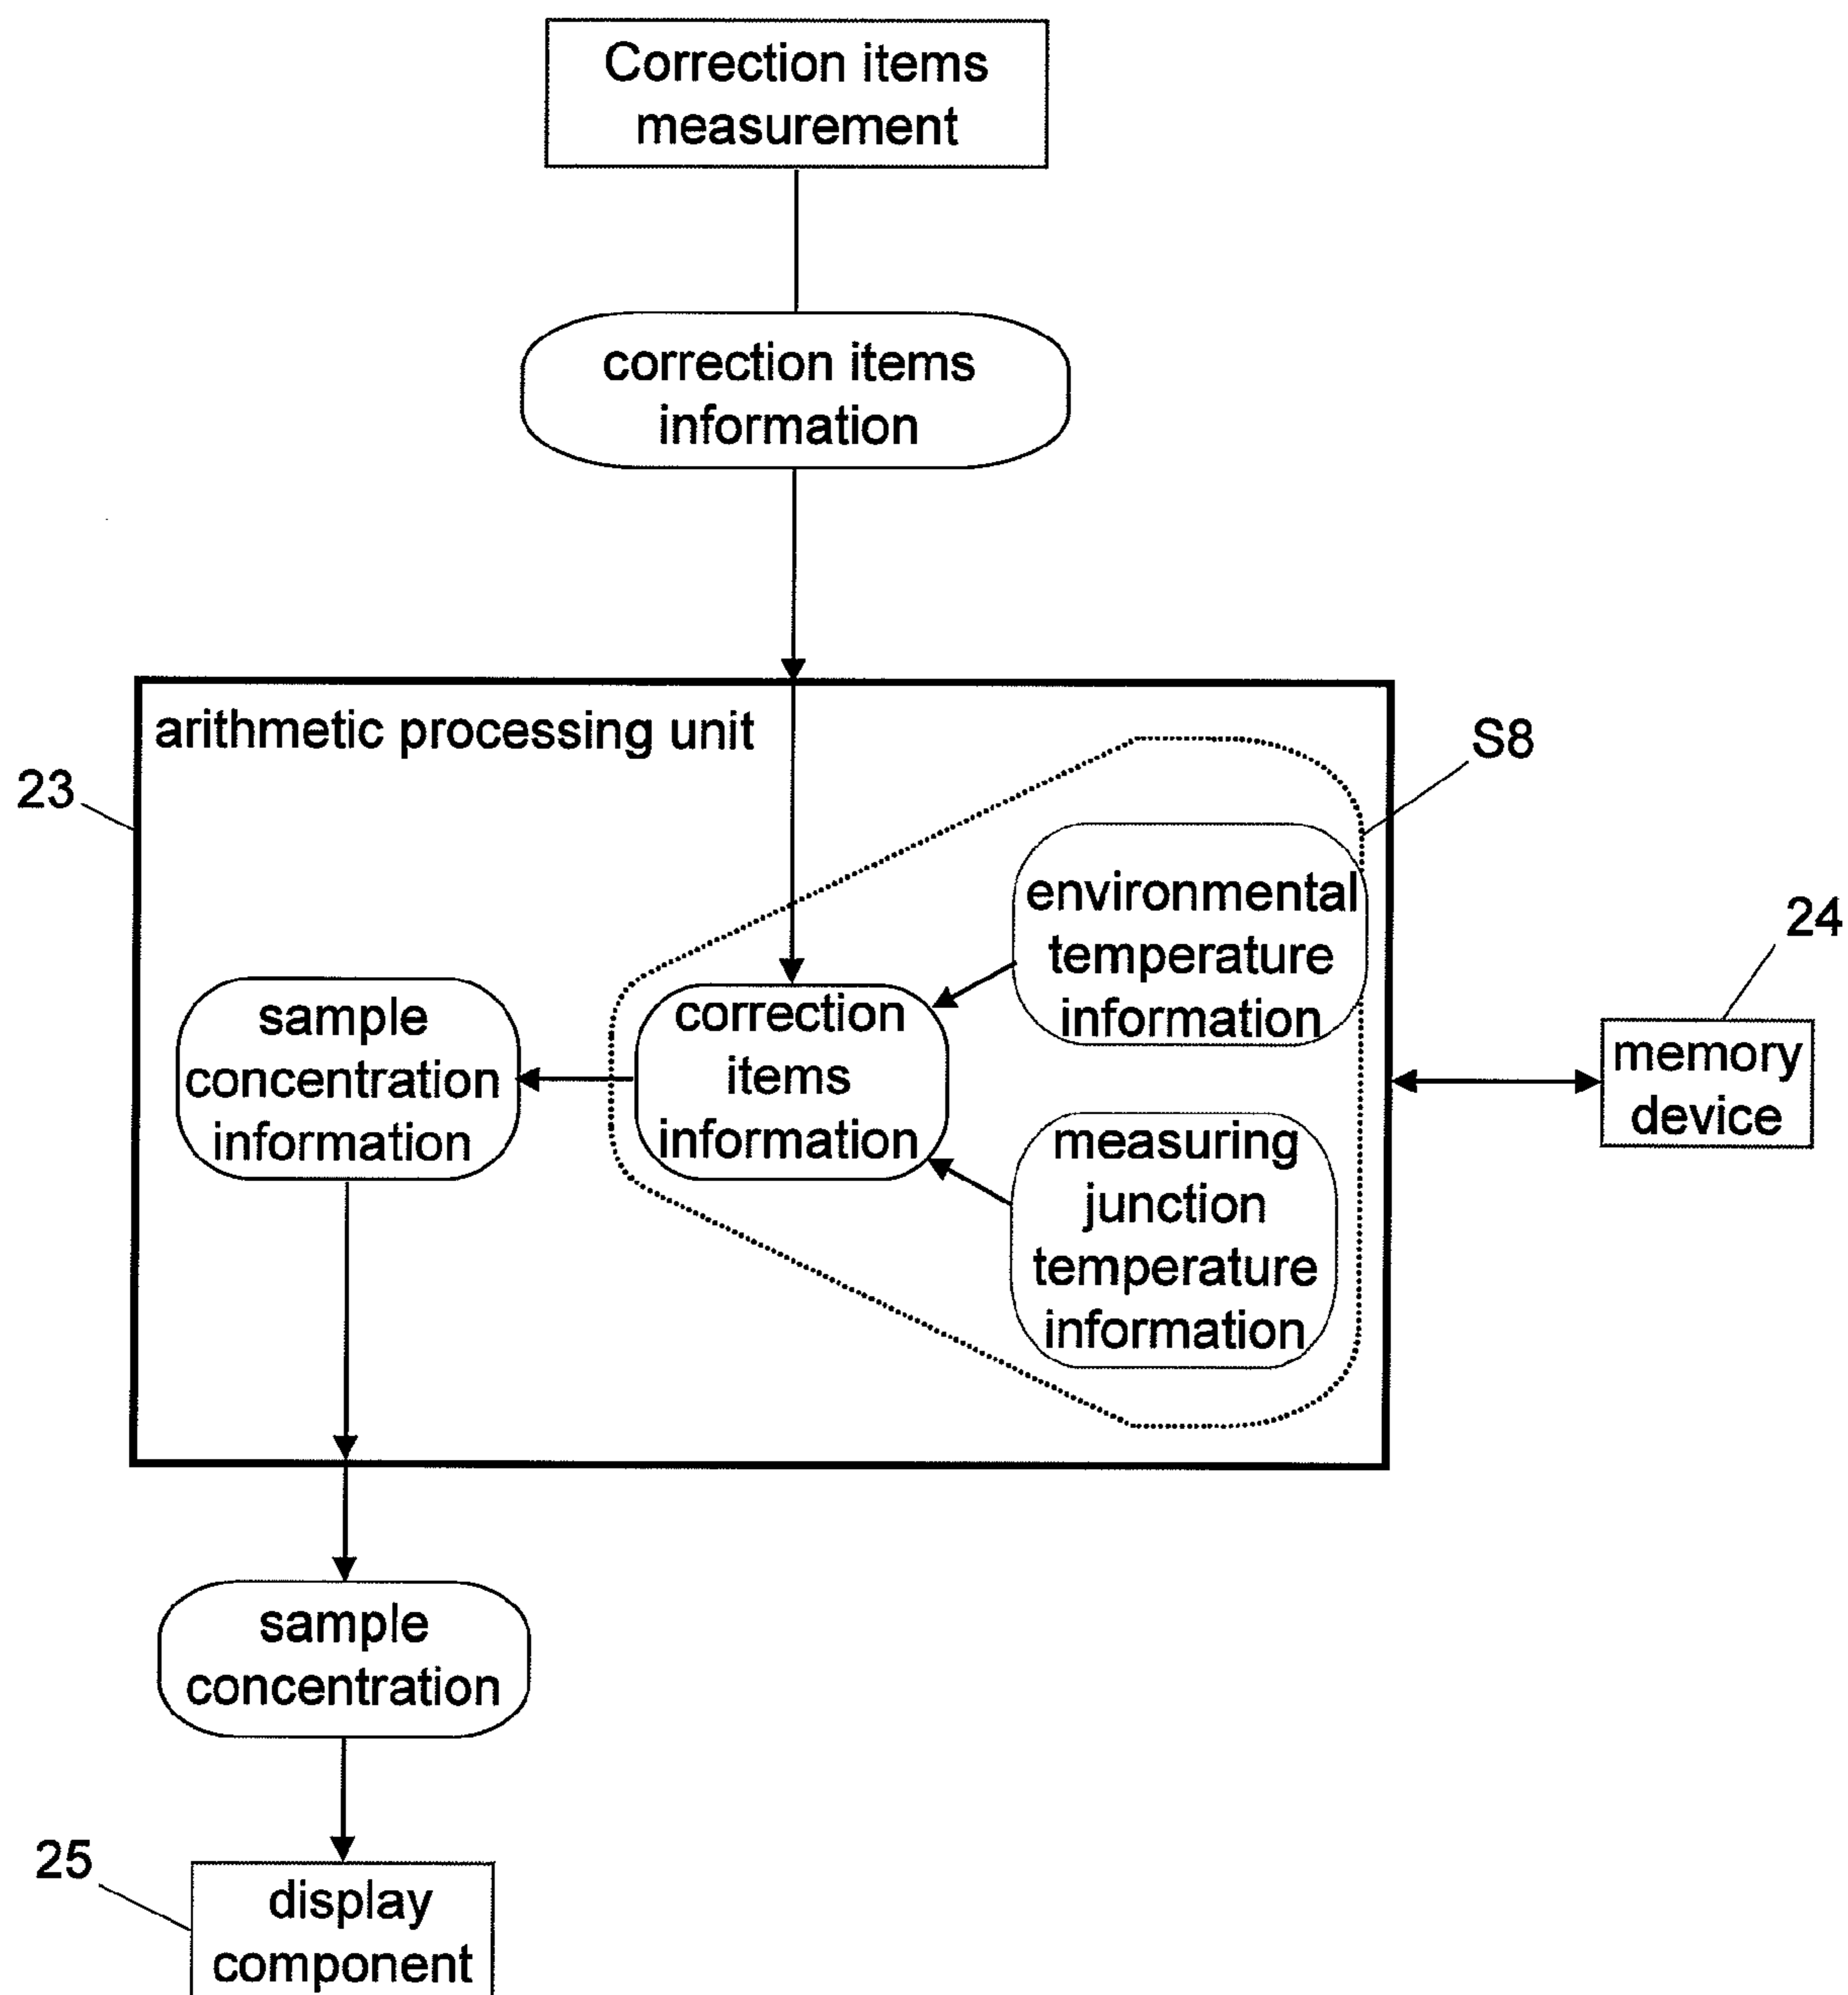 Correction items
measurement
correction items
information
arithmetic processing unit
S8
23
environmental
temperature
information
24
sample
concentration
information
correction
items
information
memory
device
measuring
junction
temperature
information
sample
concentration
25
display
component